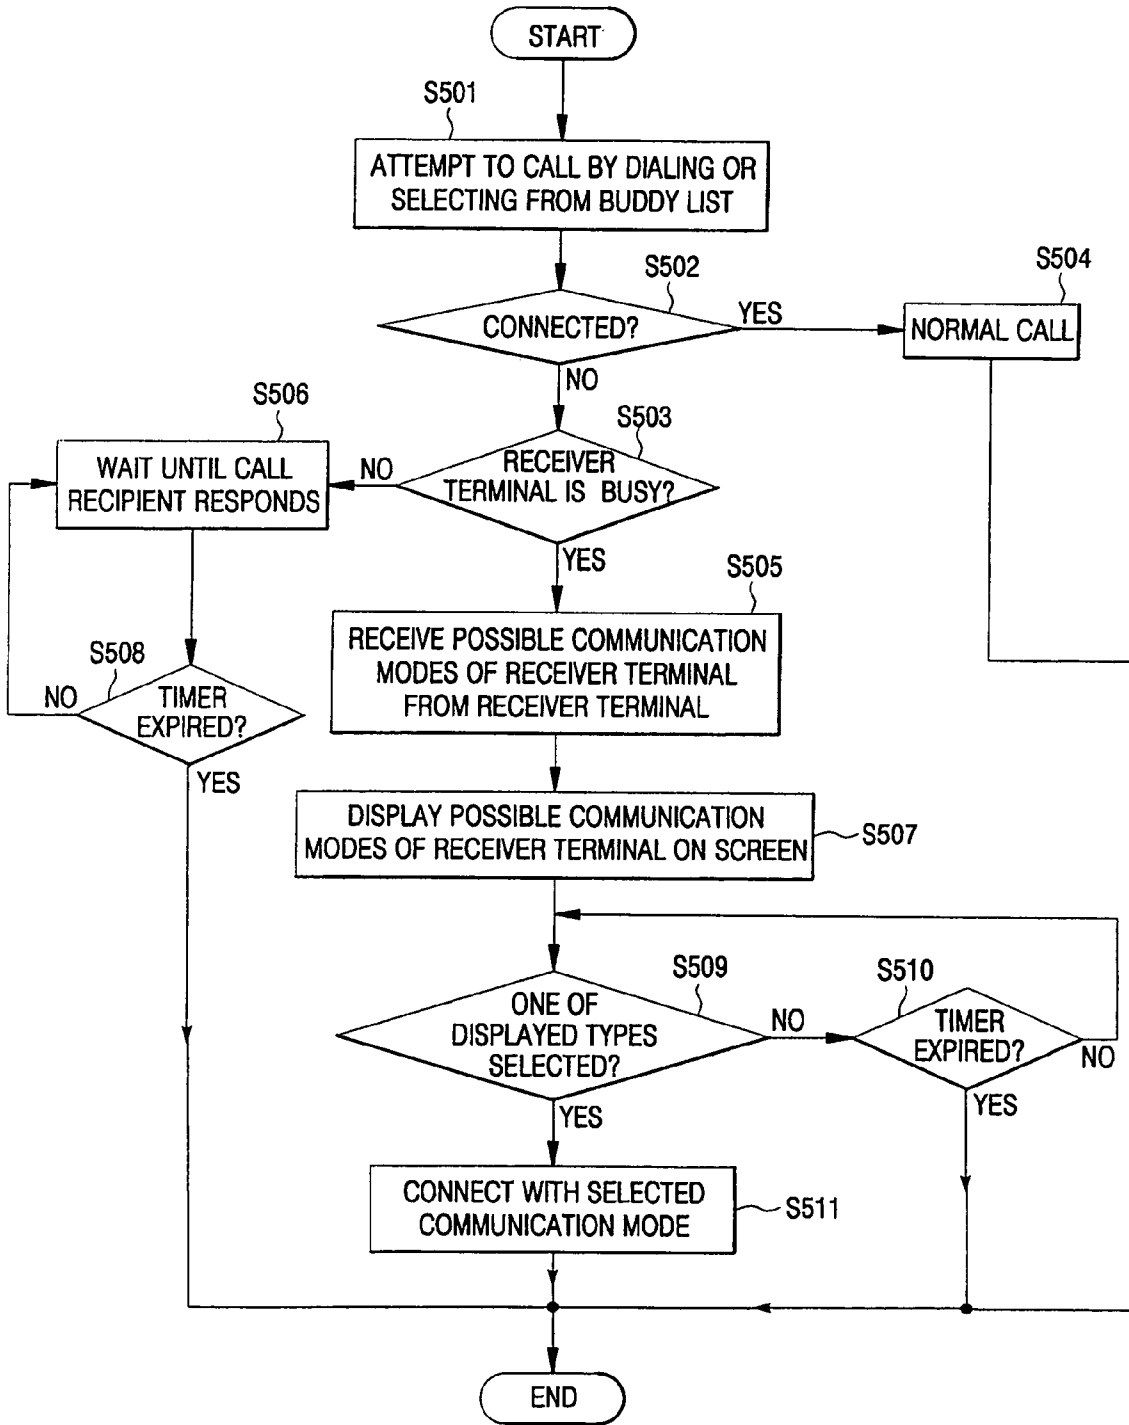 START
S501
ATTEMPT TO CALL BY DIALING OR
SELECTING FROM BUDDY LIST
S502
CONNECTED?
YES
S504
NORMAL CALL
NO
S503
RECEIVER
TERMINAL IS BUSY?
NO
S506
WAIT UNTIL CALL
RECIPIENT RESPONDS
YES
S505
RECEIVE POSSIBLE COMMUNICATION
MODES OF RECEIVER TERMINAL
FROM RECEIVER TERMINAL
S508
TIMER
EXPIRED?
NO
YES
DISPLAY POSSIBLE COMMUNICATION
MODES OF RECEIVER TERMINAL ON SCREEN
S507
S509
ONE OF
DISPLAYED TYPES
SELECTED?
NO
S510
TIMER
EXPIRED?
NO
YES
YES
CONNECT WITH SELECTED
COMMUNICATION MODE
S511
END